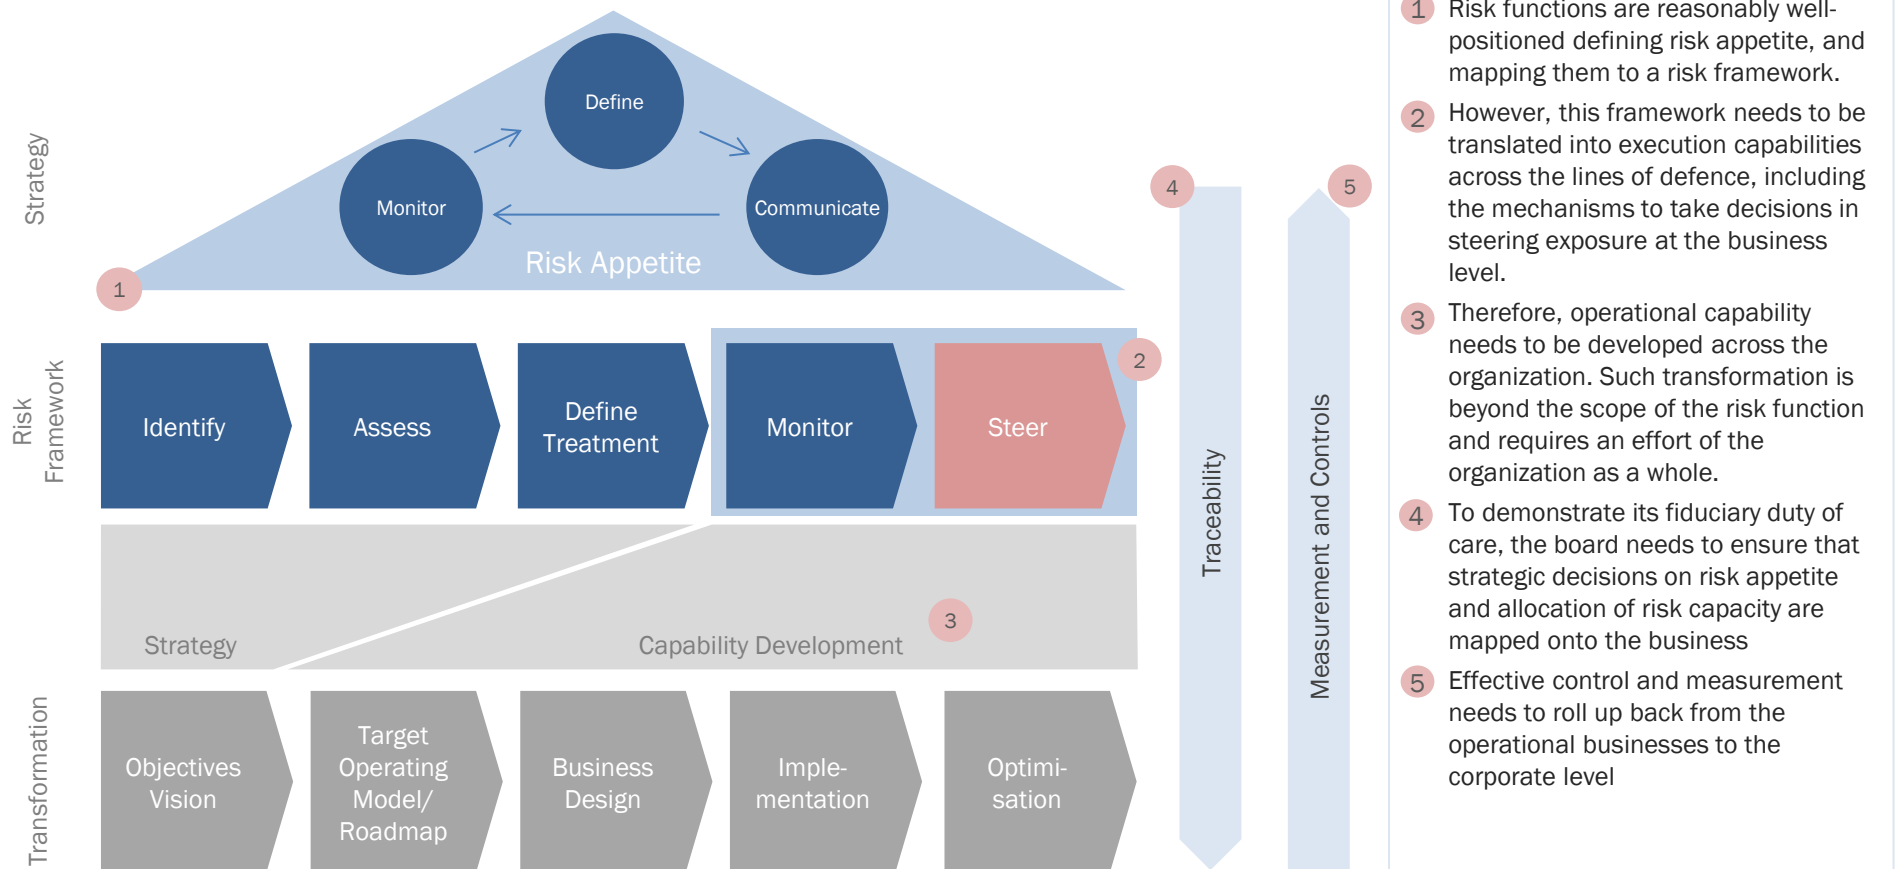 Strategy
Define
Monitor
Communicate
Risk Appetite
1
Risk
Framework
Identify
Assess
Define
Treatment
Monitor
Steer
2
Strategy
Capability Development
3
Transformation
Objectives
Vision
Target
Operating
Model/
Roadmap
Business
Design
Imple-
mentation
Optimi-
sation
4
Traceability
5
Measurement and Controls
1
Risk functions are reasonably well-
positioned defining risk appetite, and
mapping them to a risk framework.
2
However, this framework needs to be
translated into execution capabilities
across the lines of defence, including
the mechanisms to take decisions in
steering exposure at the business
level.
3
Therefore, operational capability
needs to be developed across the
organization. Such transformation is
beyond the scope of the risk function
and requires an effort of the
organization as a whole.
4
To demonstrate its fiduciary duty of
care, the board needs to ensure that
strategic decisions on risk appetite
and allocation of risk capacity are
mapped onto the business
5
Effective control and measurement
needs to roll up back from the
operational businesses to the
corporate level